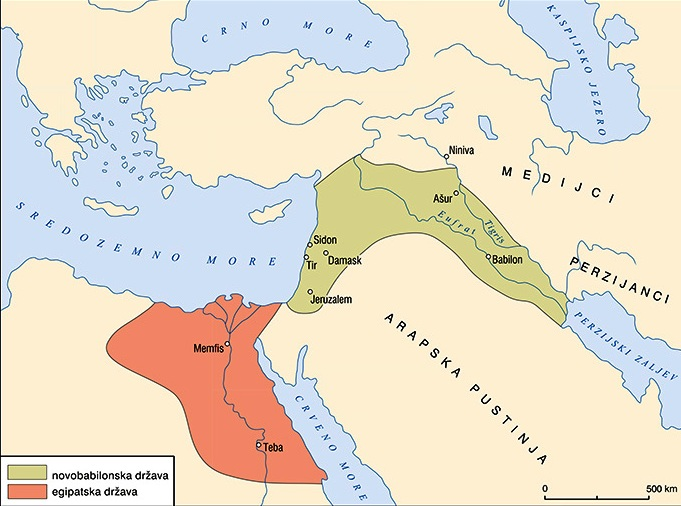 CRNO MORE
KASPIJSKO JEZERO
Niniva
MEDIJCI
Ašur
Eufrat
Tigris
SREDOZEMNO MORE
Sidon
Tir
Damask
Babilon
PERZIJANCI
Jeruzalem
PERZIJSKI ZALJEV
ARAPSKA PUSTINJA
Memfis
CRVENO MORE
Teba
novobabilonska država
egipatska država
0 500 km